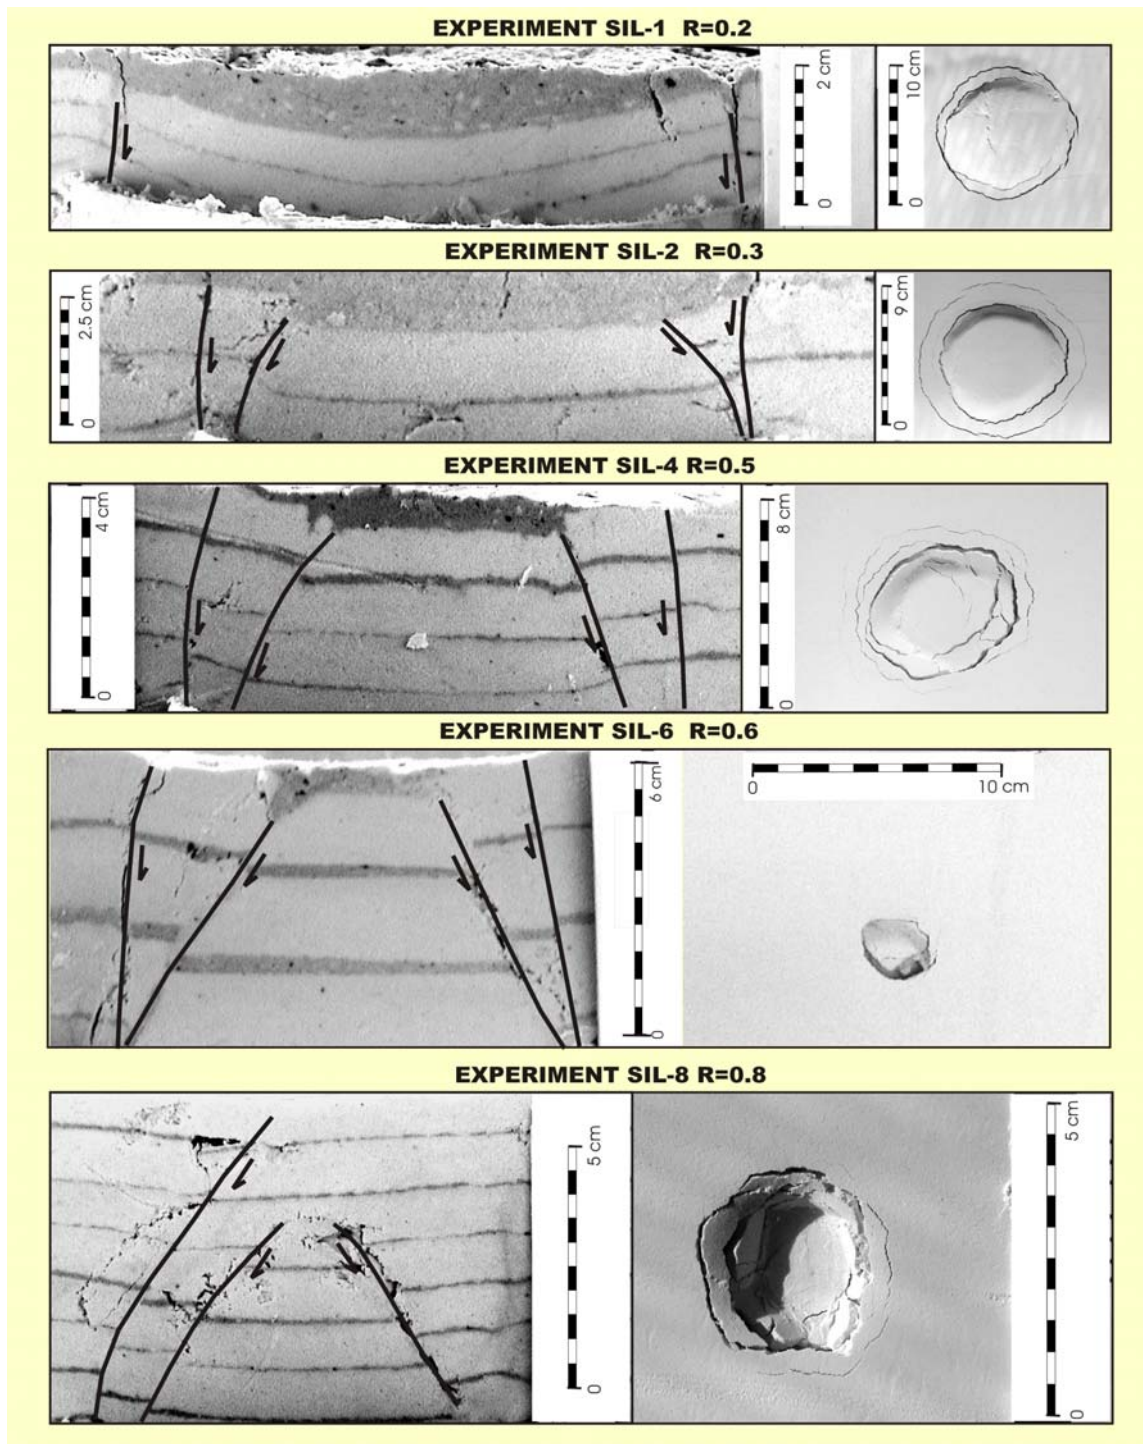 EXPERIMENT SIL-1 R=0.2
2 cm
0
10 cm
0
EXPERIMENT SIL-2 R=0.3
2.5 cm
0
9 cm
0
EXPERIMENT SIL-4 R=0.5
4 cm
0
8 cm
0
EXPERIMENT SIL-6 R=0.6
6 cm
0
0
10 cm
EXPERIMENT SIL-8 R=0.8
5 cm
0
5 cm
0